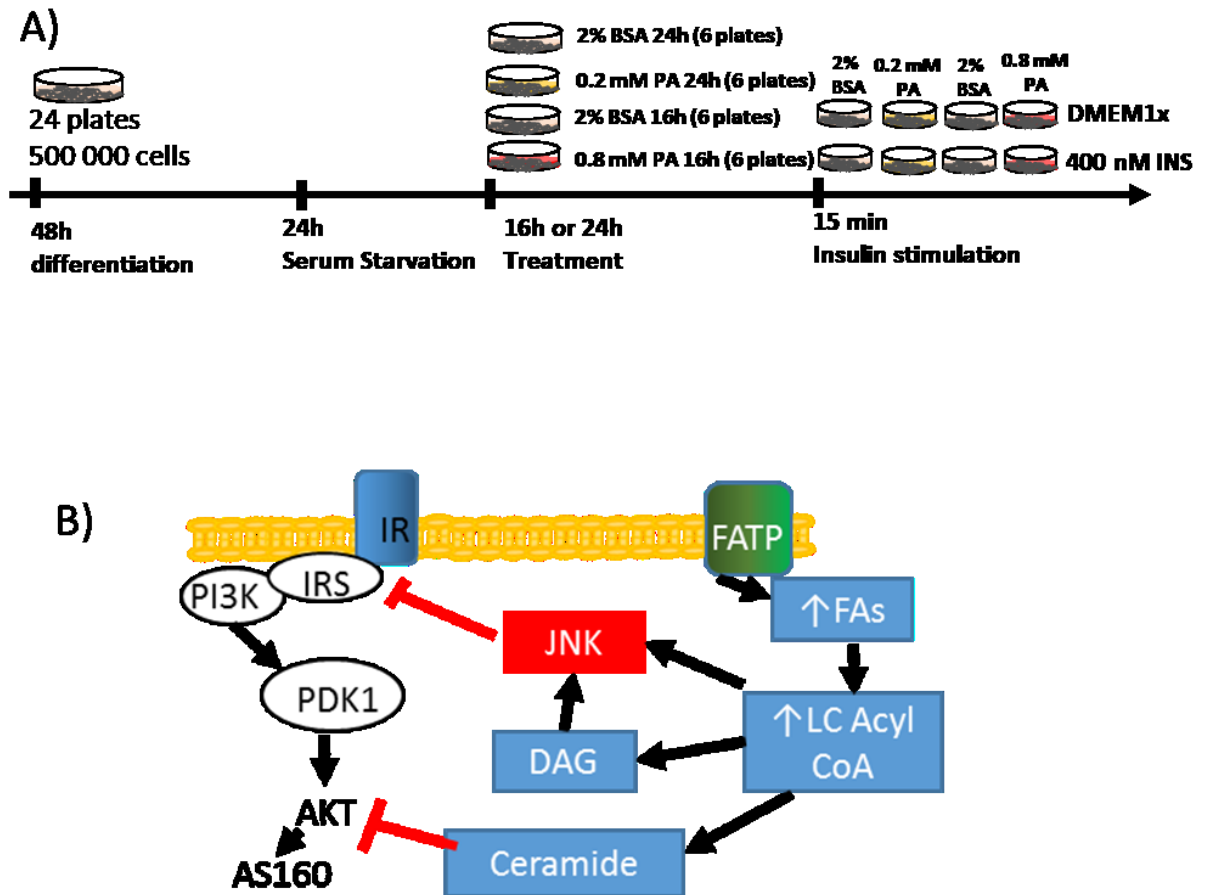 A)
24 plates
500 000 cells
2% BSA 24h (6 plates)
0.2 mM PA 24h (6 plates)
2% BSA 16h (6 plates)
0.8 mM PA 16h (6 plates)
2% BSA
0.2 mM PA
2% BSA
0.8 mM PA
DMEM1x
400 nM INS
48h
differentiation
24h
Serum Starvation
16h or 24h
Treatment
15 min
Insulin stimulation
B)
IR
FATP
IRS
PI3K
↑FAs
JNK
PDK1
↑LC Acyl
CoA
DAG
AKT
AS160
Ceramide